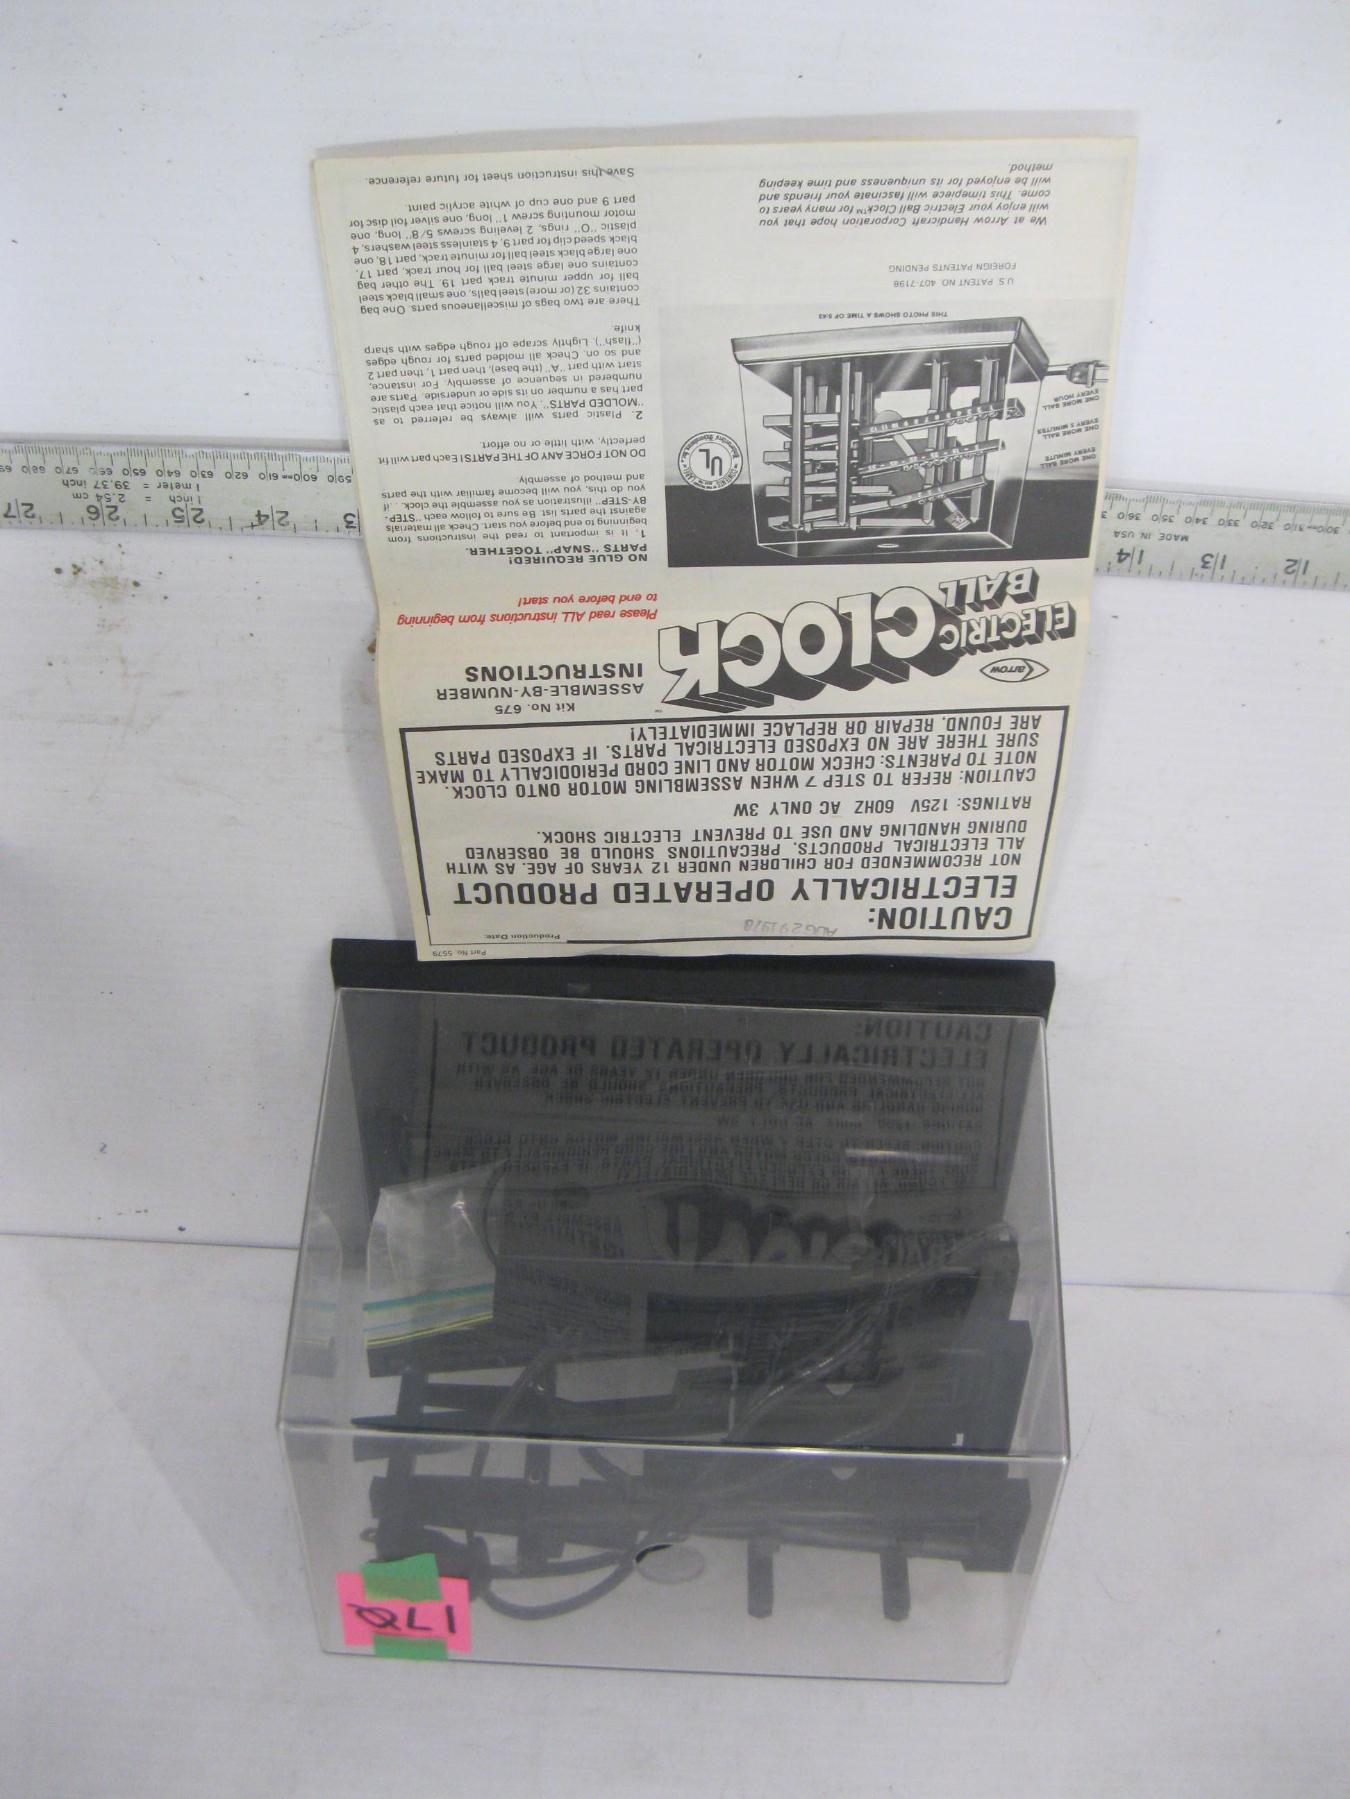 Part No. 5579
Production Date:
AUG 29 1978
CAUTION:
ELECTRICALLY OPERATED PRODUCT
NOT RECOMMENDED FOR CHILDREN UNDER 12 YEARS OF AGE. AS WITH
ALL ELECTRICAL PRODUCTS, PRECAUTIONS SHOULD BE OBSERVED
DURING HANDLING AND USE TO PREVENT ELECTRIC SHOCK.
RATINGS: 125V 60HZ AC ONLY 3W
CAUTION: REFER TO STEP 7 WHEN ASSEMBLING MOTOR ONTO CLOCK.
NOTE TO PARENTS: CHECK MOTOR AND LINE CORD PERIODICALLY TO MAKE
SURE THERE ARE NO EXPOSED ELECTRICAL PARTS. IF EXPOSED PARTS
ARE FOUND, REPAIR OR REPLACE IMMEDIATELY!
arrow
ELECTRIC
BALL
CLOCK™
Kit No. 675
ASSEMBLE-BY-NUMBER
INSTRUCTIONS
Please read ALL instructions from beginning
to end before you start!
ONE MORE BALL
EVERY MINUTE
ONE MORE BALL
EVERY 5 MINUTES
ONE MORE BALL
EVERY HOUR
UL
THIS PHOTO SHOWS A TIME OF 5:43
U.S. PATENT NO. 407-7198
FOREIGN PATENTS PENDING
We at Arrow Handicraft Corporation hope that you
will enjoy your Electric Ball Clock™ for many years to
come. This timepiece will fascinate your friends and
will be enjoyed for its uniqueness and time keeping
method.
NO GLUE REQUIRED!
PARTS "SNAP" TOGETHER.
1. It is important to read the instructions from
beginning to end before you start. Check all materials
against the parts list. Be sure to follow each "STEP-
BY-STEP" illustration as you assemble the clock. If
you do this, you will become familiar with the parts
and method of assembly.
DO NOT FORCE ANY OF THE PARTS! Each part will fit
perfectly, with little or no effort.
2. Plastic parts will always be referred to as
"MOLDED PARTS". You will notice that each plastic
part has a number on its side or underside. Parts are
numbered in sequence of assembly. For instance,
start with part "A" (the base), then part 1, then part 2
and so on. Check all molded parts for rough edges
("flash"). Lightly scrape off rough edges with sharp
knife.
There are two bags of miscellaneous parts. One bag
contains 32 (or more) steel balls, one small black steel
ball for upper minute track part 19. The other bag
contains one large steel ball for hour track, part 17,
one large black steel ball for minute track, part 18, one
black speed clip for part 9, 4 stainless steel washers, 4
plastic "O" rings, 2 leveling screws 5/8" long, one
motor mounting screw 1" long, one silver foil disc for
part 9 and one cup of white acrylic paint.
Save this instruction sheet for future reference.
1 inch = 2.54 cm
1 meter = 39.37 inch
MADE IN USA
12 13 14
24 25 26 27
QL1